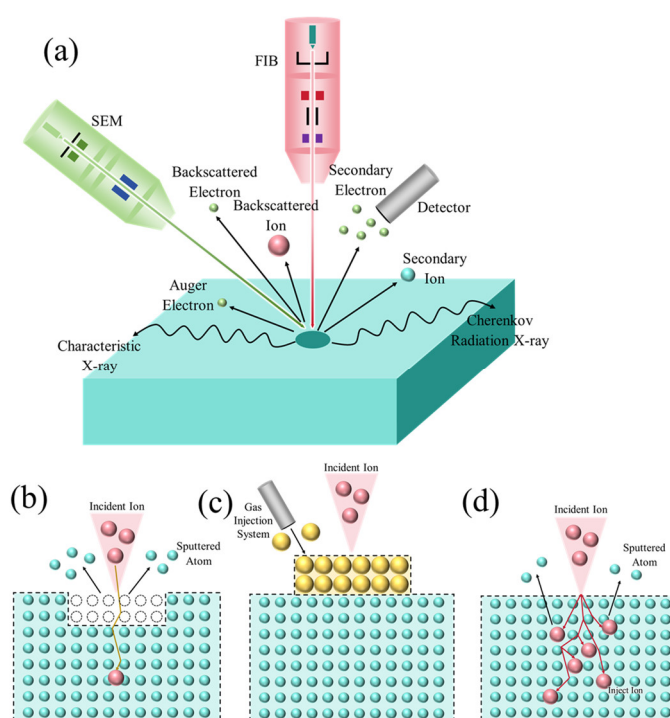 (a)
FIB
SEM
Backscattered
Electron
Secondary
Electron
Backscattered
Ion
Detector
Secondary
Ion
Auger
Electron
Characteristic
X-ray
Cherenkov
Radiation X-ray
(b)
Incident Ion
Sputtered
Atom
(c)
Incident Ion
Gas
Injection
System
(d)
Incident Ion
Sputtered
Atom
Inject Ion